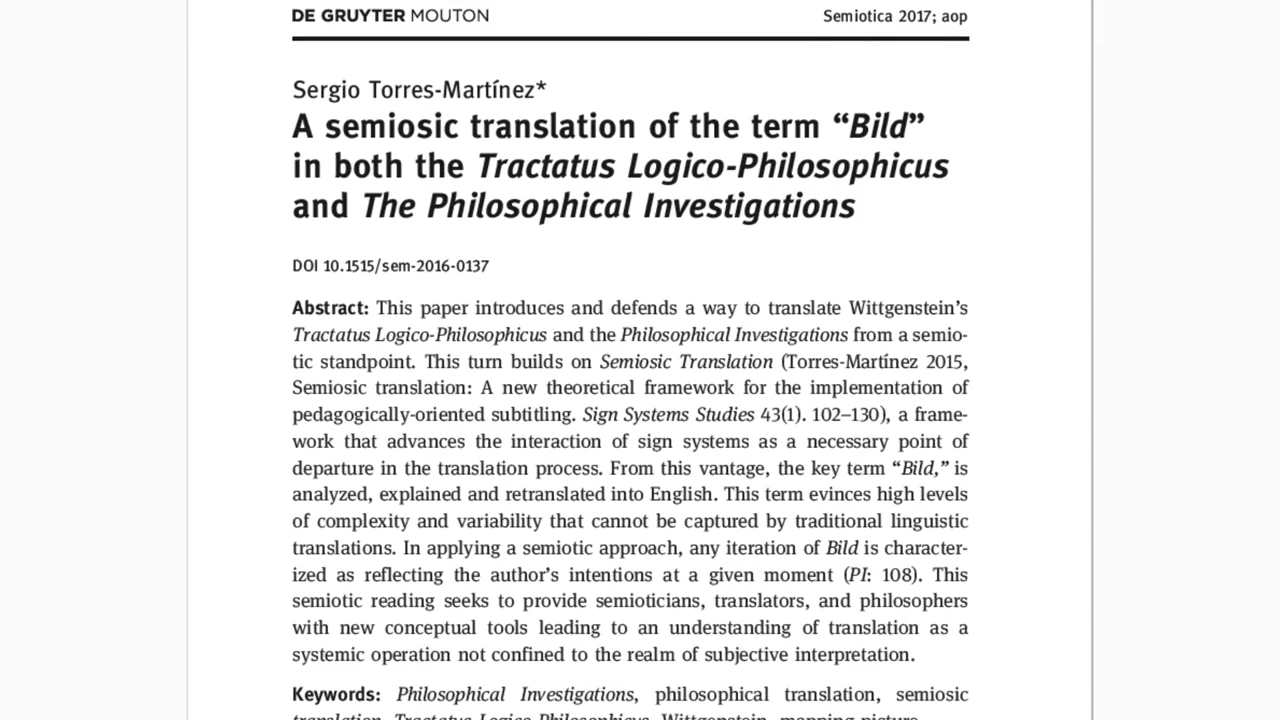 DE GRUYTER MOUTON Semiotica 2017; aop
Sergio Torres-Martínez*
A semiosic translation of the term “Bild”
in both the Tractatus Logico-Philosophicus
and The Philosophical Investigations
DOI 10.1515/sem-2016-0137
Abstract: This paper introduces and defends a way to translate Wittgenstein’s
Tractatus Logico-Philosophicus and the Philosophical Investigations from a semio-
tic standpoint. This turn builds on Semiosic Translation (Torres-Martínez 2015,
Semiosic translation: A new theoretical framework for the implementation of
pedagogically-oriented subtitling. Sign Systems Studies 43(1). 102–130), a frame-
work that advances the interaction of sign systems as a necessary point of
departure in the translation process. From this vantage, the key term “Bild,” is
analyzed, explained and retranslated into English. This term evinces high levels
of complexity and variability that cannot be captured by traditional linguistic
translations. In applying a semiotic approach, any iteration of Bild is character-
ized as reflecting the author’s intentions at a given moment (PI: 108). This
semiotic reading seeks to provide semioticians, translators, and philosophers
with new conceptual tools leading to an understanding of translation as a
systemic operation not confined to the realm of subjective interpretation.
Keywords: Philosophical Investigations, philosophical translation, semiosic
translation, Tractatus Logico-Philosophicus, Wittgenstein, mapping picture